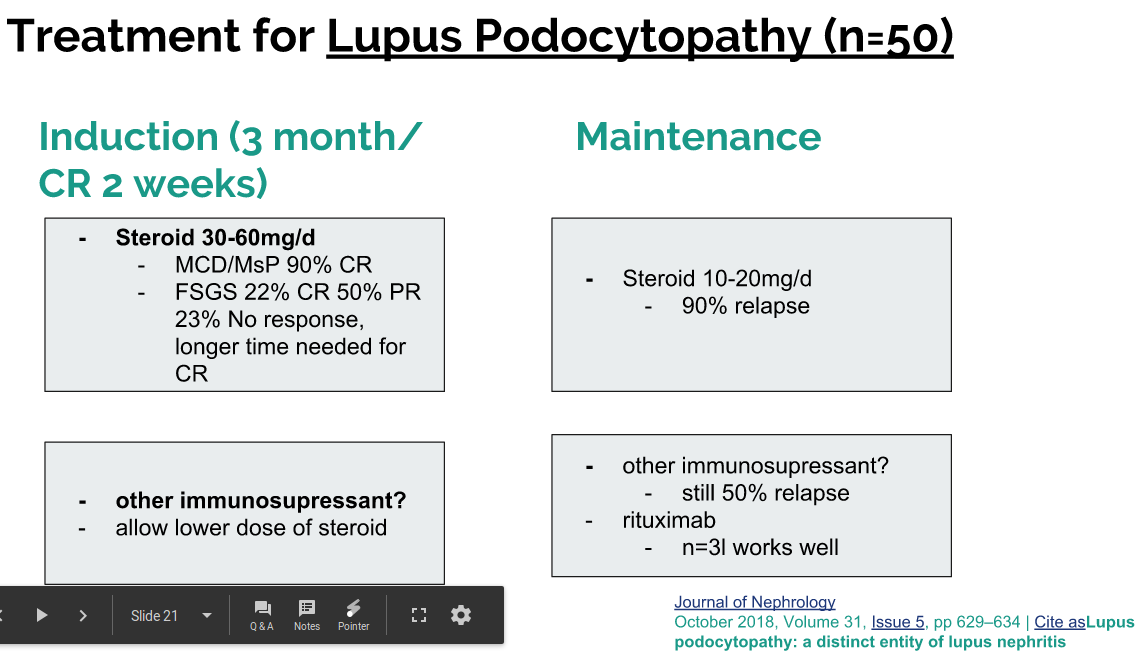 Treatment for Lupus Podocytopathy (n=50)
Induction (3 month/
CR 2 weeks)
- Steroid 30-60mg/d
- MCD/MsP 90% CR
- FSGS 22% CR 50% PR
23% No response,
longer time needed for
CR
- other immunosupressant?
- allow lower dose of steroid
Maintenance
- Steroid 10-20mg/d
- 90% relapse
- other immunosupressant?
- still 50% relapse
- rituximab
- n=3l works well
Journal of Nephrology
October 2018, Volume 31, Issue 5, pp 629–634 | Cite asLupus
podocytopathy: a distinct entity of lupus nephritis
Slide 21
Q & A
Notes
Pointer